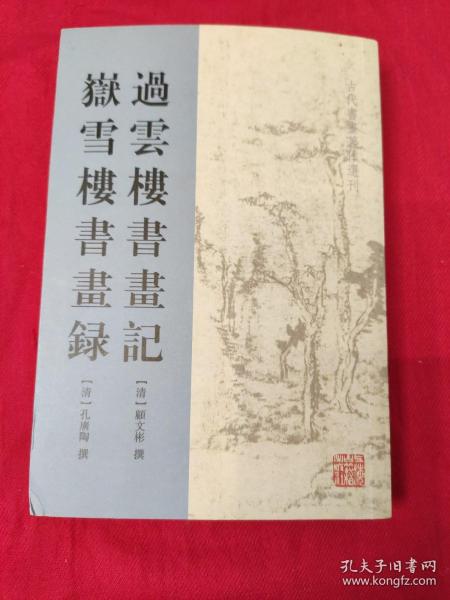 過雲樓書畫記
〔清〕顧文彬 撰
嶽雪樓書畫録
〔清〕孔廣陶 撰
古代書畫著作選刊
孔夫子旧书网
www.kongfz.com